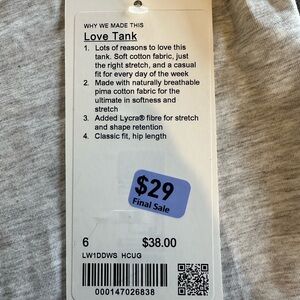 WHY WE MADE THIS
Love Tank
1. Lots of reasons to love this
tank. Soft cotton fabric, just
the right stretch, and a casual
fit for every day of the week
2. Made with naturally breathable
pima cotton fabric for the
ultimate in softness and
stretch
3. Added Lycra® fibre for stretch
and shape retention
4. Classic fit, hip length
$29
Final Sale
6 $38.00
LW1DDWS HCUG
000147026838